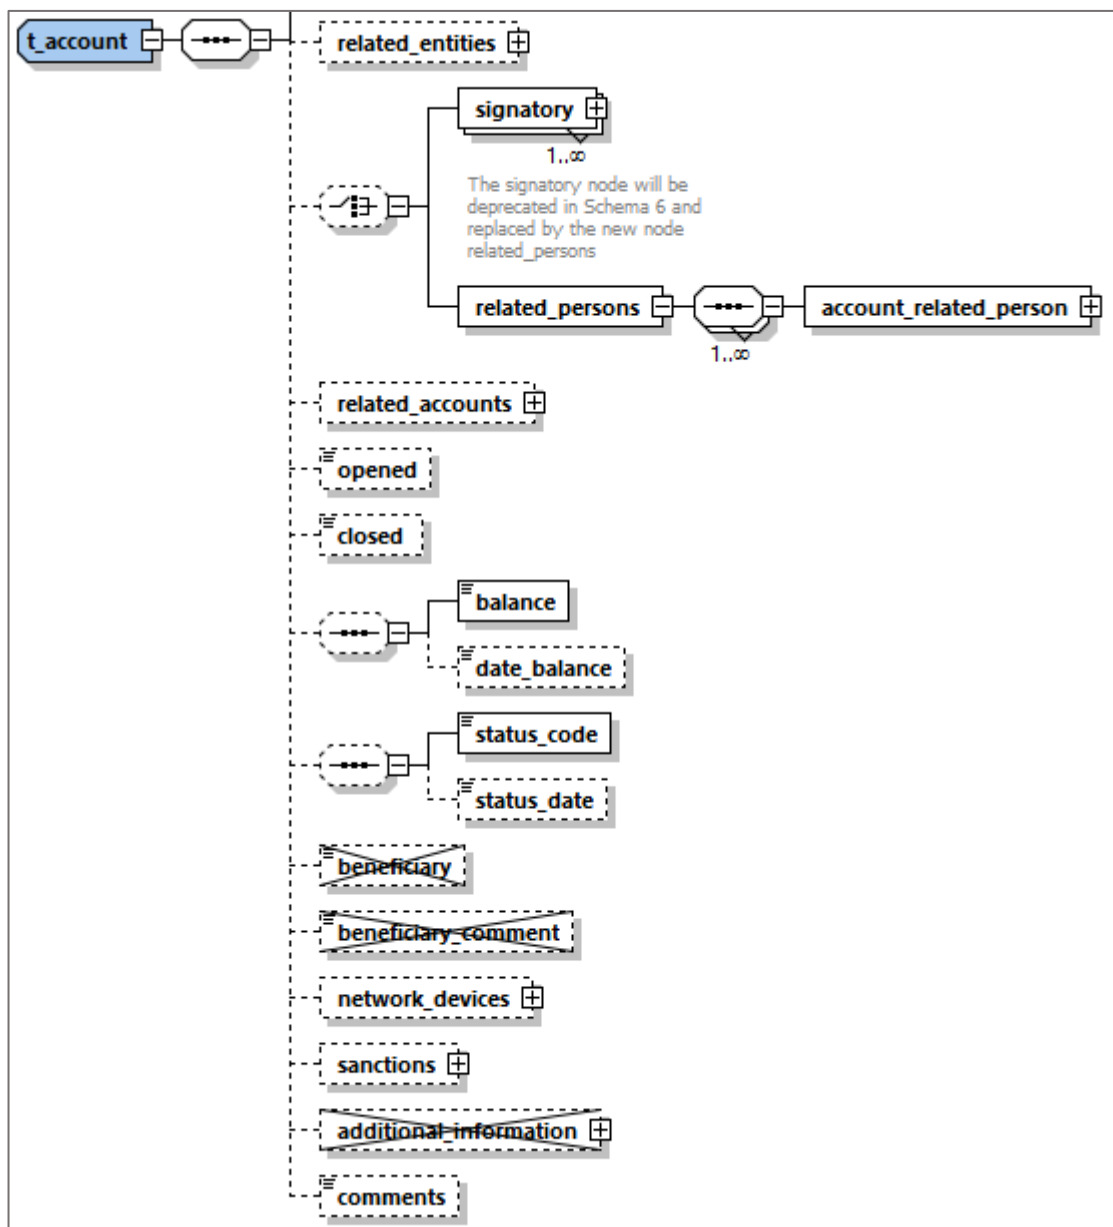 t_account
related_entities
signatory
1..∞
The signatory node will be
deprecated in Schema 6 and
replaced by the new node
related_persons
related_persons
account_related_person
1..∞
related_accounts
opened
closed
balance
date_balance
status_code
status_date
beneficiary
beneficiary_comment
network_devices
sanctions
additional_information
comments